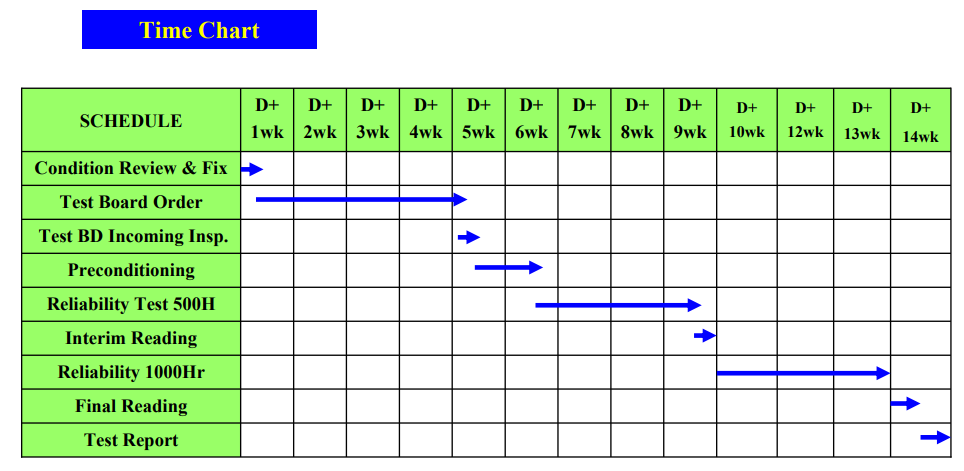 Time Chart
SCHEDULE
D+ 1wk
D+ 2wk
D+ 3wk
D+ 4wk
D+ 5wk
D+ 6wk
D+ 7wk
D+ 8wk
D+ 9wk
D+ 10wk
D+ 12wk
D+ 13wk
D+ 14wk
Condition Review & Fix
Test Board Order
Test BD Incoming Insp.
Preconditioning
Reliability Test 500H
Interim Reading
Reliability 1000Hr
Final Reading
Test Report